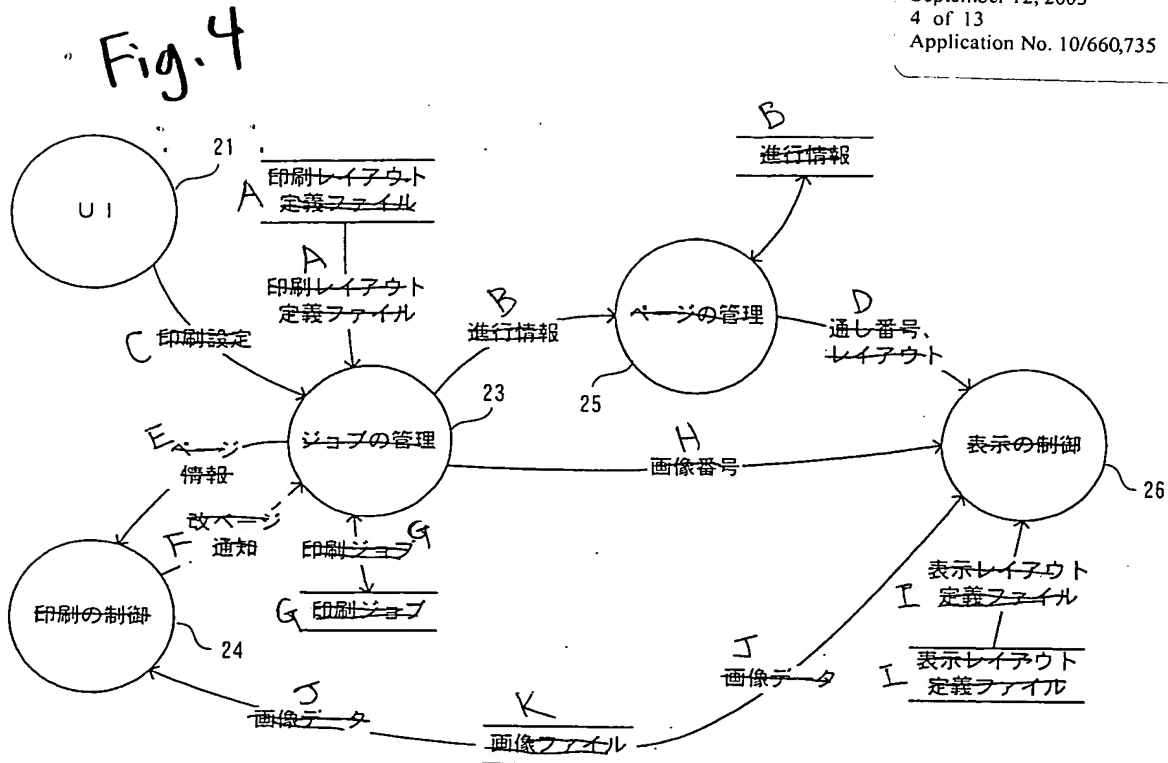 September 12, 2003
4 of 13
Application No. 10/660,735
Fig. 4
UI
21
A
印刷レイアウト
定義ファイル
A
印刷レイアウト
定義ファイル
C 印刷設定
B
進行情報
B
進行情報
ページの管理
25
D
通し番号、
レイアウト
ジョブの管理
23
E ページ
情報
F 改ページ
通知
印刷ジョブ G
G 印刷ジョブ
H
画像番号
表示の制御
26
印刷の制御
24
I 表示レイアウト
定義ファイル
I 表示レイアウト
定義ファイル
J
画像データ
J
画像データ
K
画像ファイル